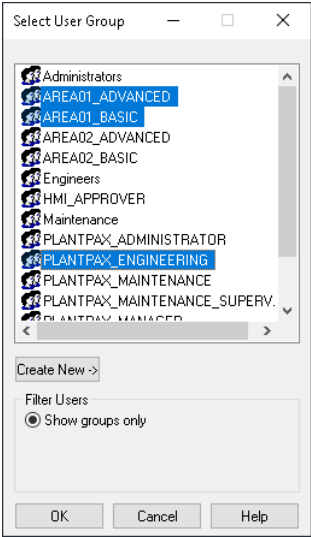 Select User Group
Administrators
AREA01_ADVANCED
AREA01_BASIC
AREA02_ADVANCED
AREA02_BASIC
Engineers
HMI_APPROVER
Maintenance
PLANTPAX_ADMINISTRATOR
PLANTPAX_ENGINEERING
PLANTPAX_MAINTENANCE
PLANTPAX_MAINTENANCE_SUPERV.
PLANTPAX_MANAGER
Create New ->
Filter Users
Show groups only
OK Cancel Help